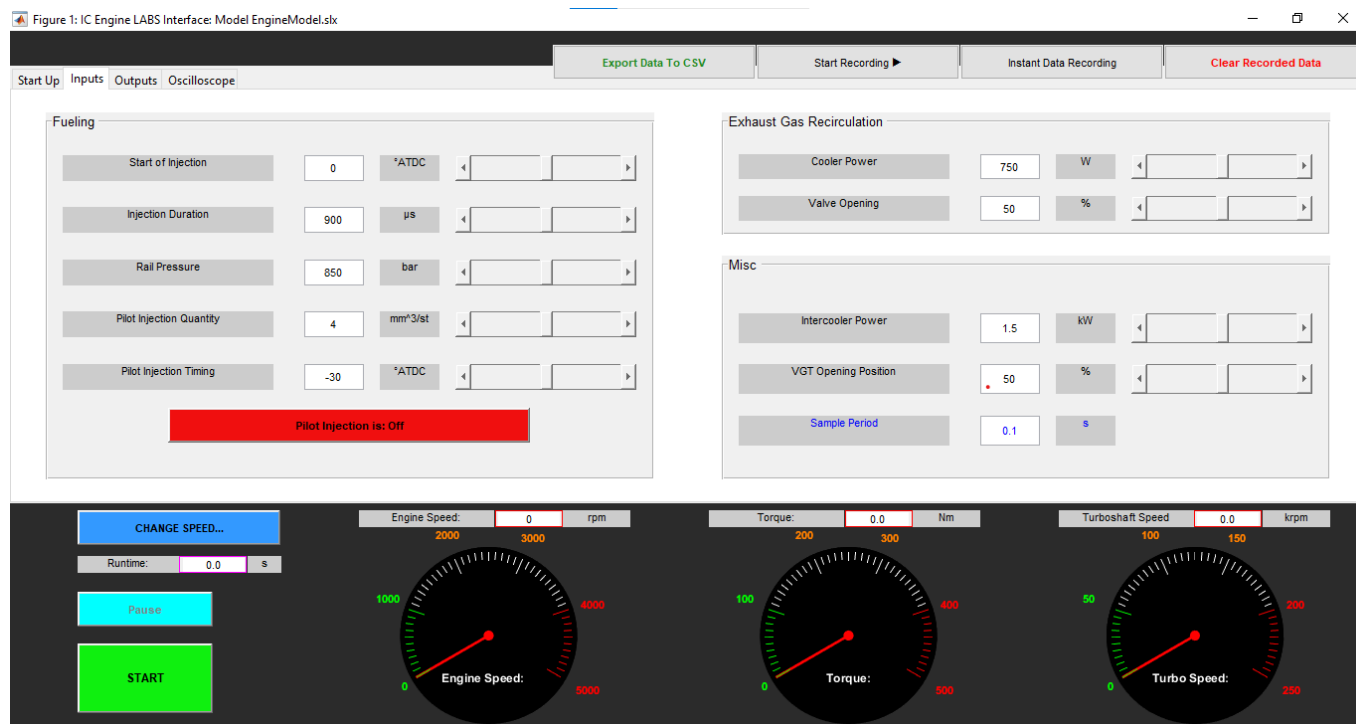 Figure 1: IC Engine LABS Interface: Model EngineModel.slx
Export Data To CSV Start Recording ▶ Instant Data Recording Clear Recorded Data
Start Up Inputs Outputs Oscilloscope
Fueling
Start of Injection 0 °ATDC
Injection Duration 900 µs
Rail Pressure 850 bar
Pilot Injection Quantity 4 mm^3/st
Pilot Injection Timing -30 °ATDC
Pilot Injection is: Off
Exhaust Gas Recirculation
Cooler Power 750 W
Valve Opening 50 %
Misc
Intercooler Power 1.5 kW
VGT Opening Position 50 %
Sample Period 0.1 s
CHANGE SPEED...
Runtime: 0.0 s
Pause
START
Engine Speed: 0 rpm
2000 3000
1000 4000
0 5000
Engine Speed:
Torque: 0.0 Nm
200 300
100 400
0 500
Torque:
Turboshaft Speed 0.0 krpm
100 150
50 200
0 250
Turbo Speed: